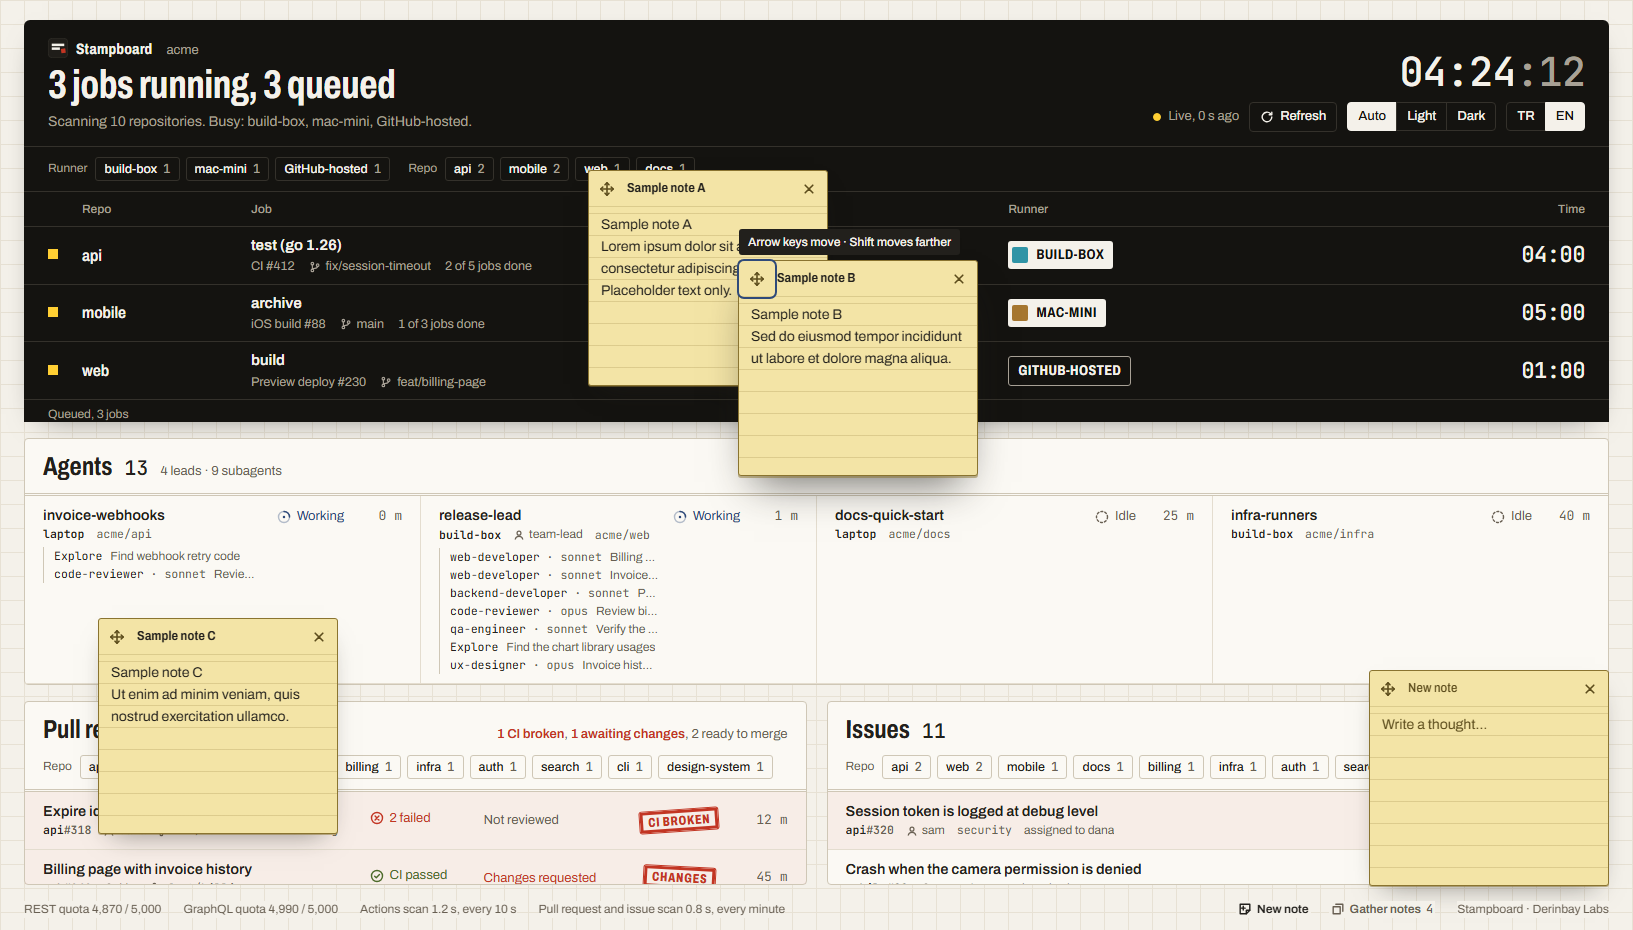 Stampboard acme
3 jobs running, 3 queued
Scanning 10 repositories. Busy: build-box, mac-mini, GitHub-hosted.
04:24:12
Live, 0 s ago Refresh Auto Light Dark TR EN
Runner build-box 1 mac-mini 1 GitHub-hosted 1 Repo api 2 mobile 2 web 1 docs 1
Repo Job Runner Time
api test (go 1.26) BUILD-BOX 04:00
CI #412 fix/session-timeout 2 of 5 jobs done
mobile archive MAC-MINI 05:00
iOS build #88 main 1 of 3 jobs done
web build GITHUB-HOSTED 01:00
Preview deploy #230 feat/billing-page
Queued, 3 jobs
Sample note A
Sample note A
Lorem ipsum dolor sit
consectetur adipiscing
Placeholder text only.
Arrow keys move · Shift moves farther
Sample note B
Sample note B
Sed do eiusmod tempor incididunt
ut labore et dolore magna aliqua.
Agents 13 4 leads · 9 subagents
invoice-webhooks Working 0 m
laptop acme/api
Explore Find webhook retry code
code-reviewer · sonnet Revie...
release-lead Working 1 m
build-box team-lead acme/web
web-developer · sonnet Billing ...
web-developer · sonnet Invoice...
backend-developer · sonnet P...
code-reviewer · opus Review bi...
qa-engineer · sonnet Verify the ...
Explore Find the chart library usages
ux-designer · opus Invoice hist...
docs-quick-start Idle 25 m
laptop acme/docs
infra-runners Idle 40 m
build-box acme/infra
Sample note C
Sample note C
Ut enim ad minim veniam, quis
nostrud exercitation ullamco.
Pull 1 CI broken, 1 awaiting changes, 2 ready to merge
Repo billing 1 infra 1 auth 1 search 1 cli 1 design-system 1
Expire 2 failed Not reviewed CI BROKEN 12 m
api#318
Billing page with invoice history CI passed Changes requested CHANGES 45 m
Issues 11
Repo api 2 web 2 mobile 1 docs 1 billing 1 infra 1 auth 1
Session token is logged at debug level
api#320 sam security assigned to dana
Crash when the camera permission is denied
New note
Write a thought...
REST quota 4,870 / 5,000 GraphQL quota 4,990 / 5,000 Actions scan 1.2 s, every 10 s Pull request and issue scan 0.8 s, every minute
New note Gather notes 4 Stampboard · Derinbay Labs